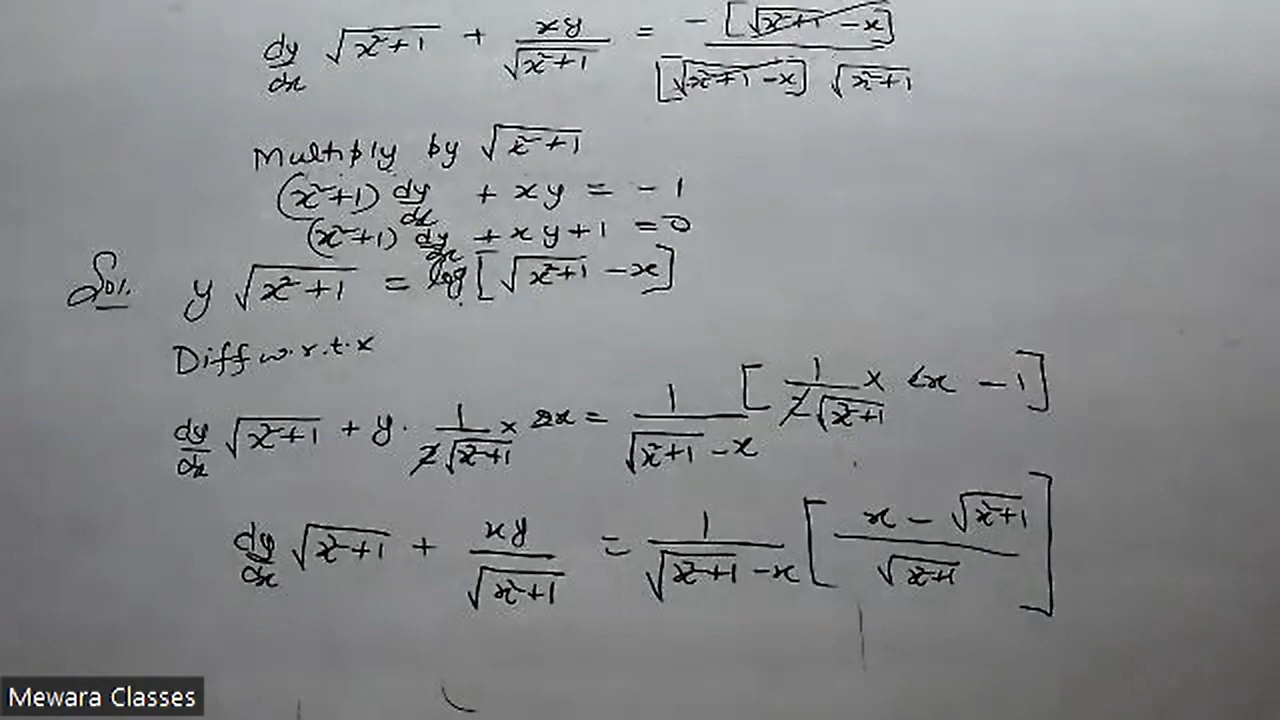 dy/dx √x²+1 + xy/√x²+1 = -[√x²+1 -x]/[√x²+1 -x] √x²+1
Multiply by √x²+1
(x²+1) dy/dx + xy = -1
(x²+1) dy/dx + xy+1 = 0
Sol. y √x²+1 = log[√x²+1 -x]
Diff w.r.t. x
dy/dx √x²+1 + y. 1/2√x²+1 × 2x = 1/√x²+1 -x [1/2√x²+1 × 2x -1]
dy/dx √x²+1 + xy/√x²+1 = 1/√x²+1 -x [x - √x²+1/√x²+1]
Mewara Classes